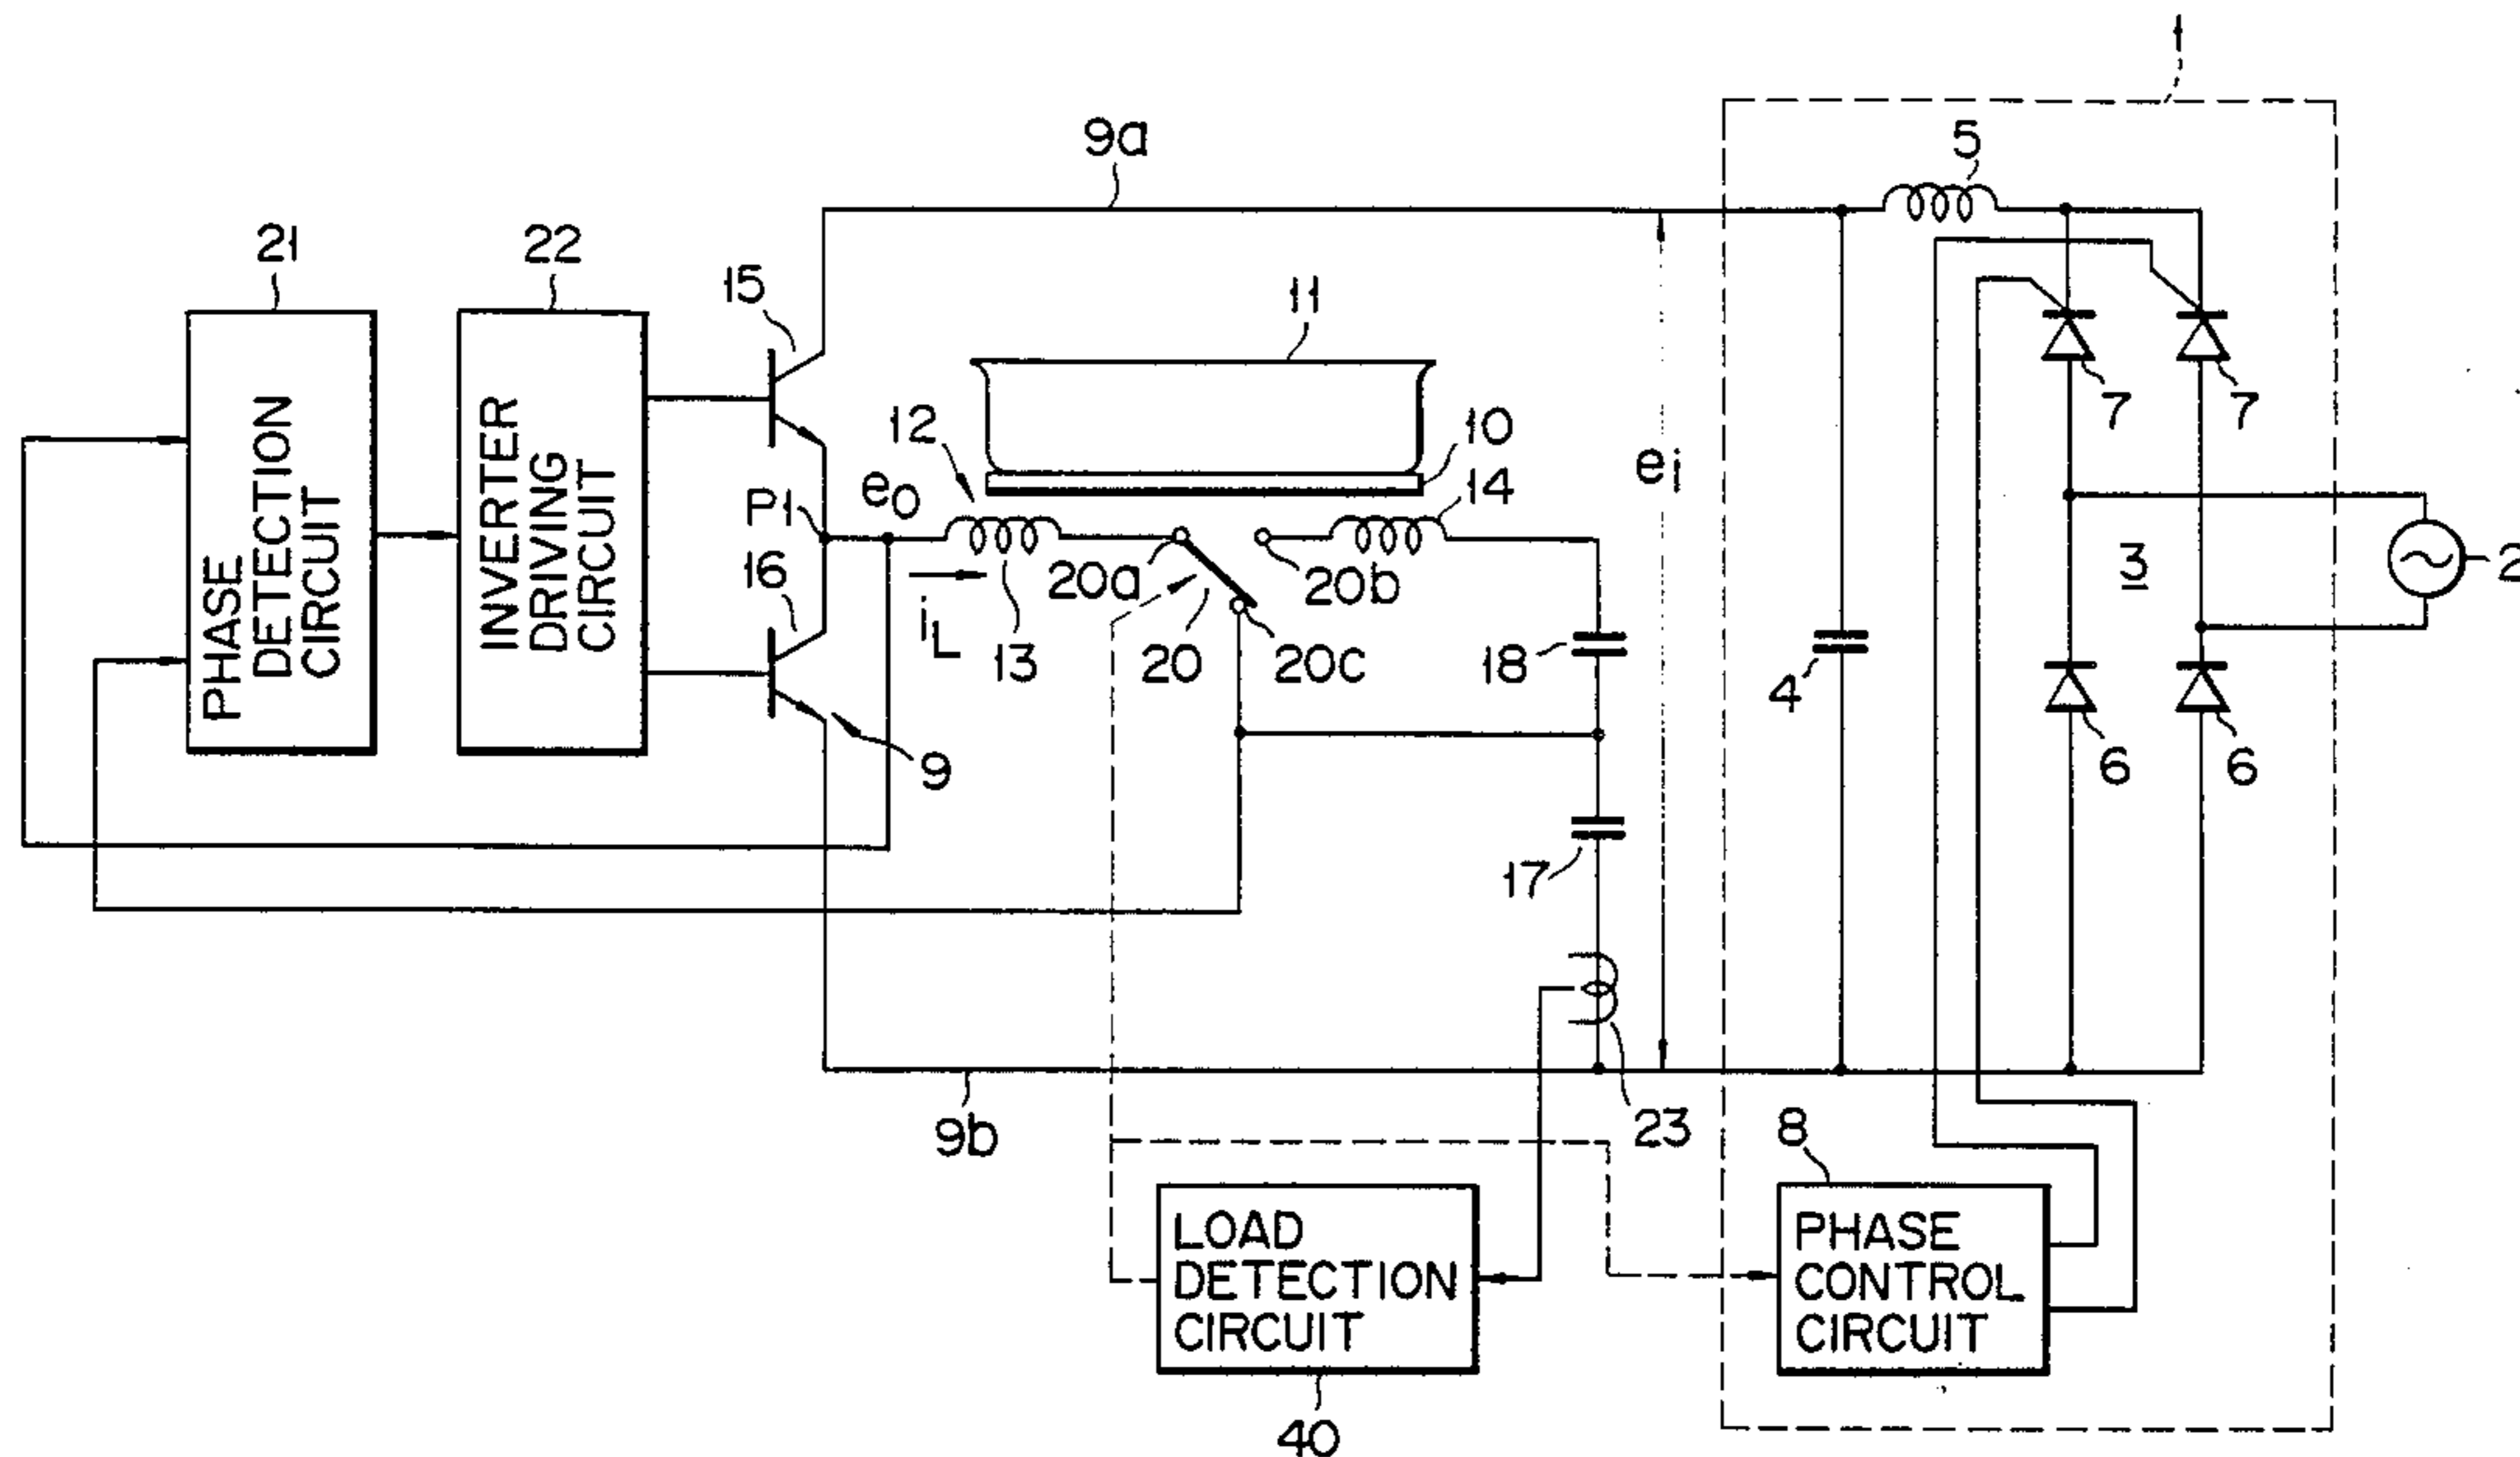 1
5
9a
21
22
15
11
7
7
PHASE
DETECTION
CIRCUIT
INVERTER
DRIVING
CIRCUIT
12
10
ei
P1
eO
14
3
2
16
20a
20b
iL
13
20
20c
18
4
9
6
6
17
9b
23
8
LOAD
DETECTION
CIRCUIT
PHASE
CONTROL
CIRCUIT
40